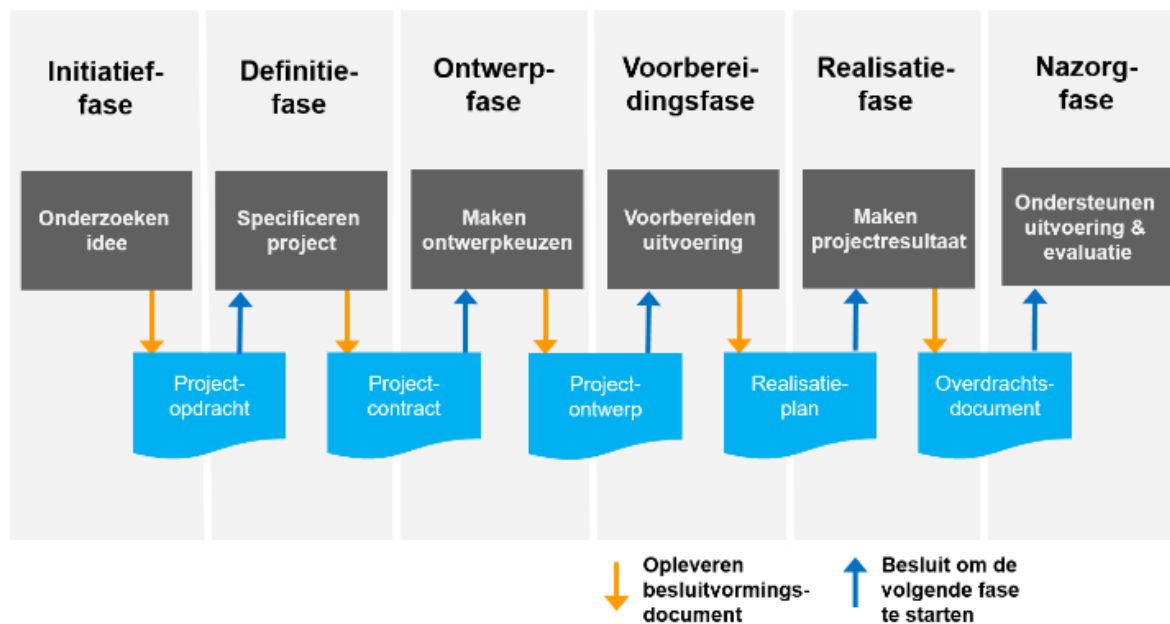 Initiatief-
fase
Definitie-
fase
Ontwerp-
fase
Voorberei-
dingsfase
Realisatie-
fase
Nazorg-
fase
Onderzoeken
idee
Specificeren
project
Maken
ontwerpkeuzen
Voorbereiden
uitvoering
Maken
projectresultaat
Ondersteunen
uitvoering &
evaluatie
Project-
opdracht
Project-
contract
Project-
ontwerp
Realisatie-
plan
Overdrachts-
document
Opleveren
besluitvormings-
document
Besluit om de
volgende fase
te starten